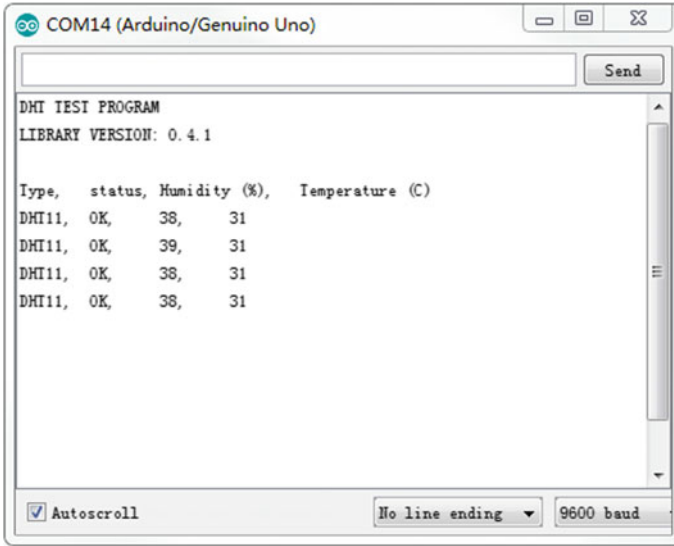 COM14 (Arduino/Genuino Uno)
Send
DHT TEST PROGRAM
LIBRARY VERSION: 0.4.1
Type, status, Humidity (%), Temperature (C)
DHT11, OK, 38, 31
DHT11, OK, 39, 31
DHT11, OK, 38, 31
DHT11, OK, 38, 31
Autoscroll No line ending 9600 baud